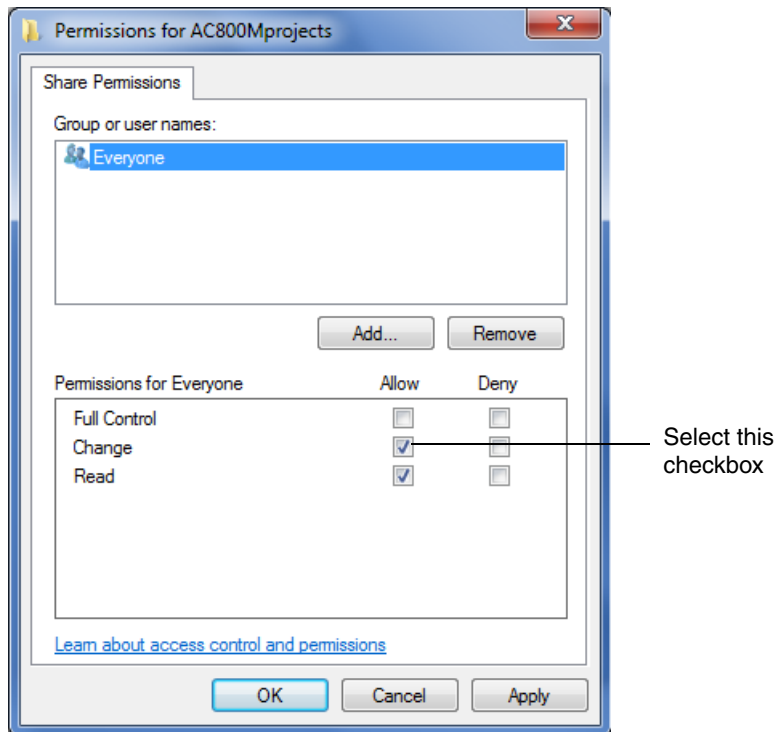 Permissions for AC800Mprojects
Share Permissions
Group or user names:
Everyone
Add... Remove
Permissions for Everyone Allow Deny
Full Control
Change
Read
Select this
checkbox
Learn about access control and permissions
OK Cancel Apply